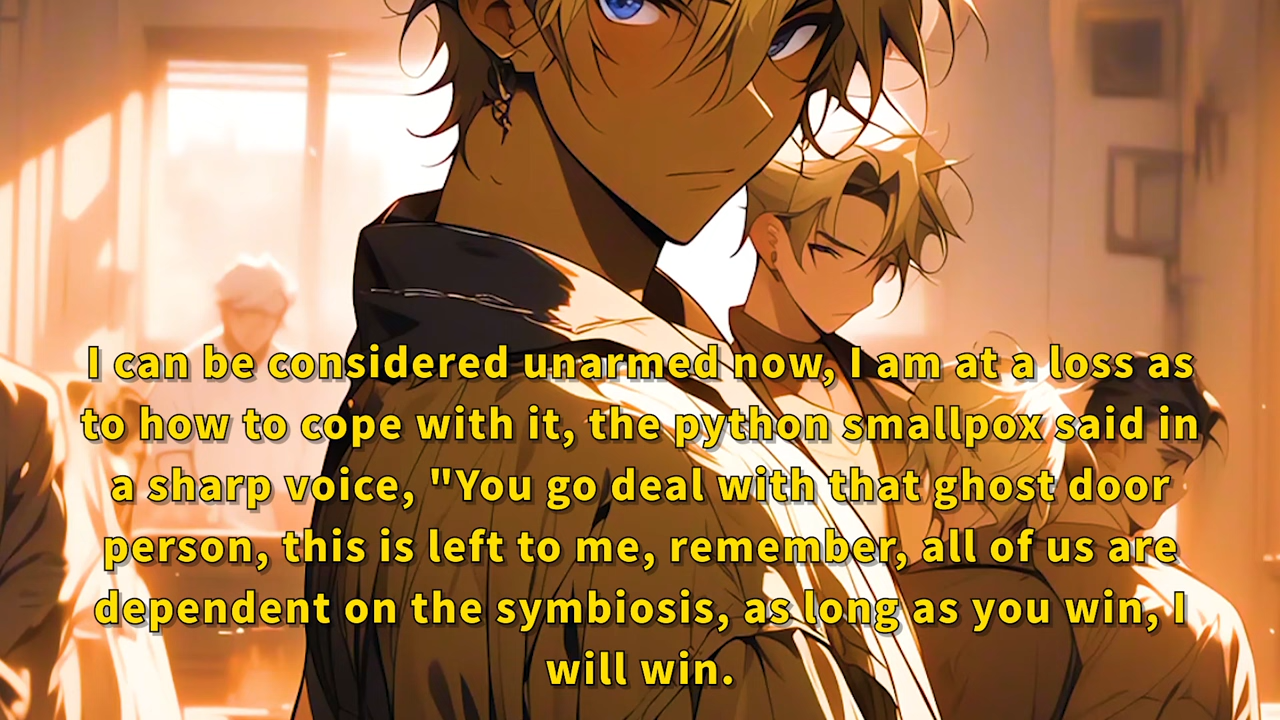 I can be considered unarmed now, I am at a loss as
to how to cope with it, the python smallpox said in
a sharp voice, "You go deal with that ghost door
person, this is left to me, remember, all of us are
dependent on the symbiosis, as long as you win, I
will win.